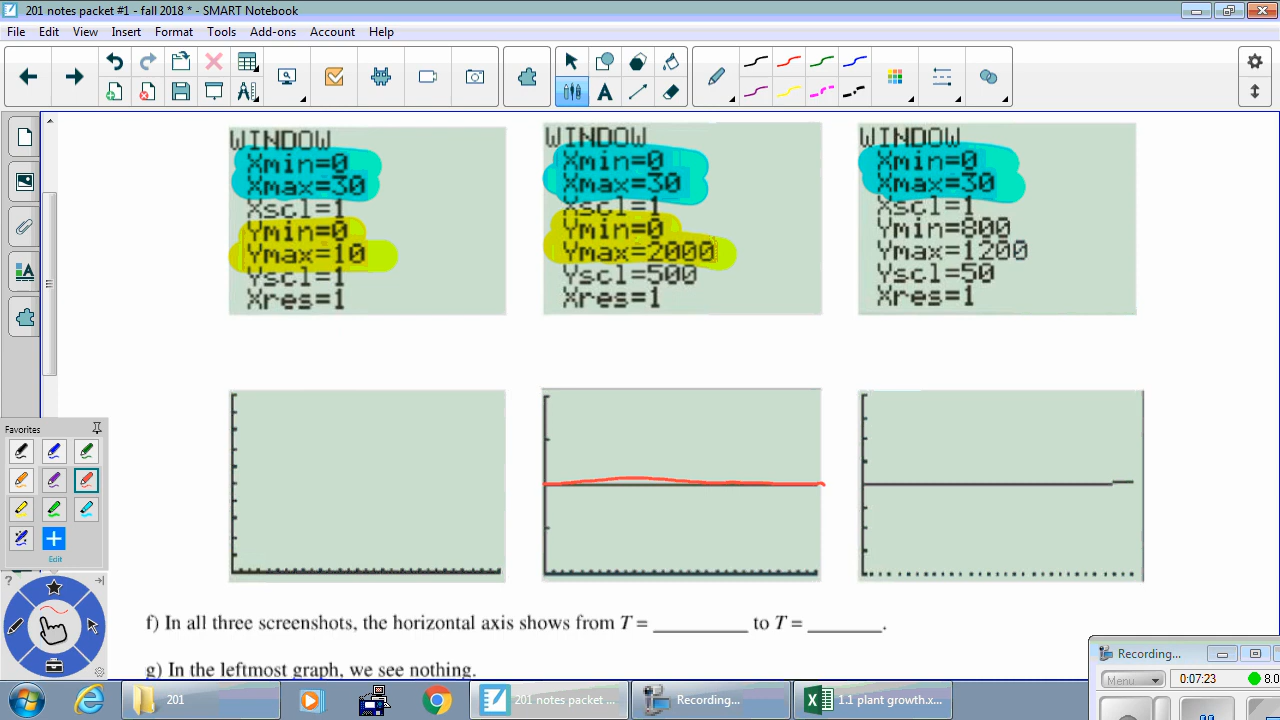 201 notes packet #1 - fall 2018 * - SMART Notebook
File Edit View Insert Format Tools Add-ons Account Help
WINDOW
Xmin=0
Xmax=30
Xscl=1
Ymin=0
Ymax=10
Yscl=1
Xres=1
WINDOW
Xmin=0
Xmax=30
Xscl=1
Ymin=0
Ymax=2000
Yscl=500
Xres=1
WINDOW
Xmin=0
Xmax=30
Xscl=1
Ymin=800
Ymax=1200
Yscl=50
Xres=1
Favorites
Edit
f) In all three screenshots, the horizontal axis shows from T = _________ to T = _______.
g) In the leftmost graph, we see nothing.
Recording...
Menu
0:07:23
8.0
201
201 notes packet ...
Recording...
1.1 plant growth.x...